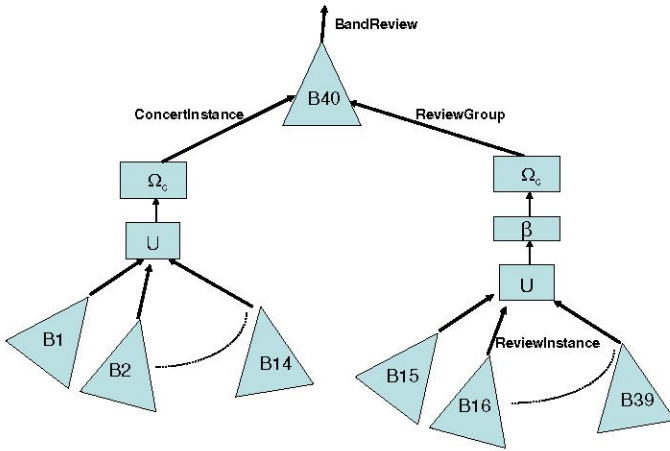 BandReview
B40
ConcertInstance
ReviewGroup
Ωc
Ωc
U
β
U
B1
B2
B14
B15
B16
ReviewInstance
B39